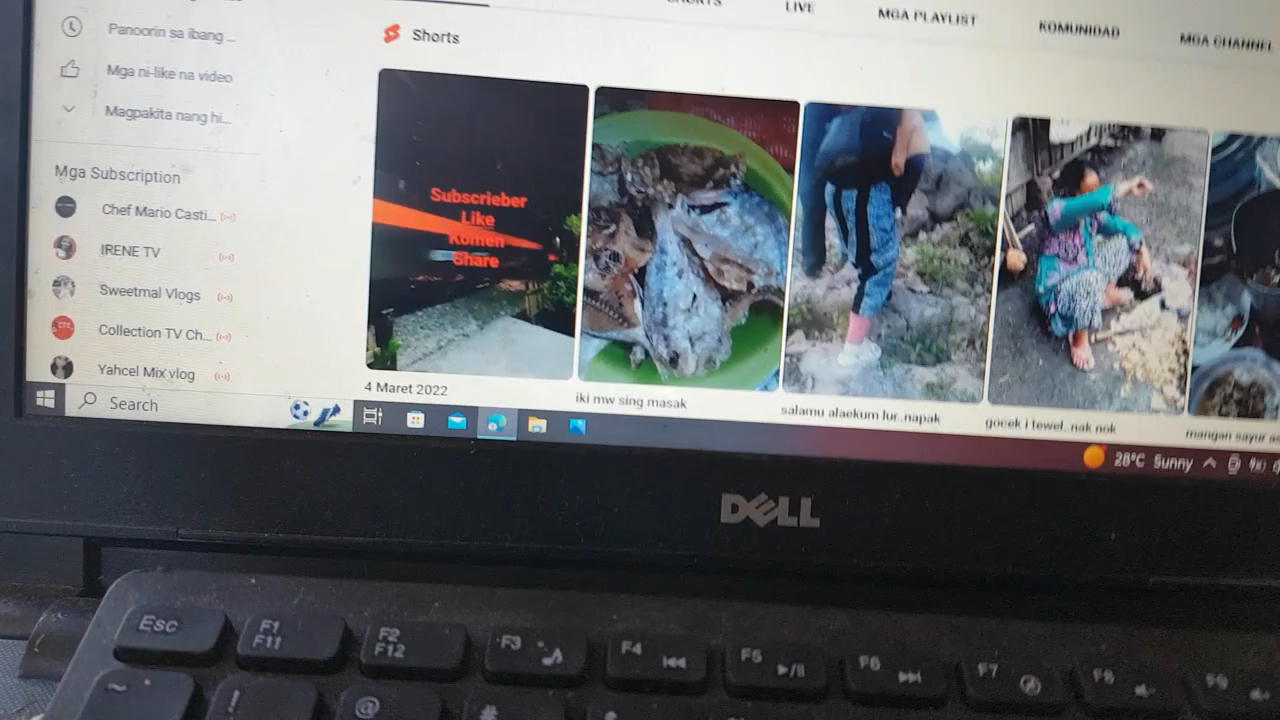 SHORTS
LIVE
MGA PLAYLIST
KOMUNIDAD
MGA CHANNEL
Panoorin sa ibang ...
Mga ni-like na video
Magpakita nang hi...
Shorts
Mga Subscription
Chef Mario Casti...
IRENE TV
Sweetmal Vlogs
Collection TV Ch...
Yahcel Mix vlog
Subscrieber
Like
Komen
Share
4 Maret 2022
iki mw sing masak
salamu alaekum lur..napak
gocek i tewel..nak nok
mangan sayur
Search
28°C Sunny
DELL
Esc
F1
F11
F2
F12
F3
F4
F5
F6
F7
F8
F9
~
!
@
#